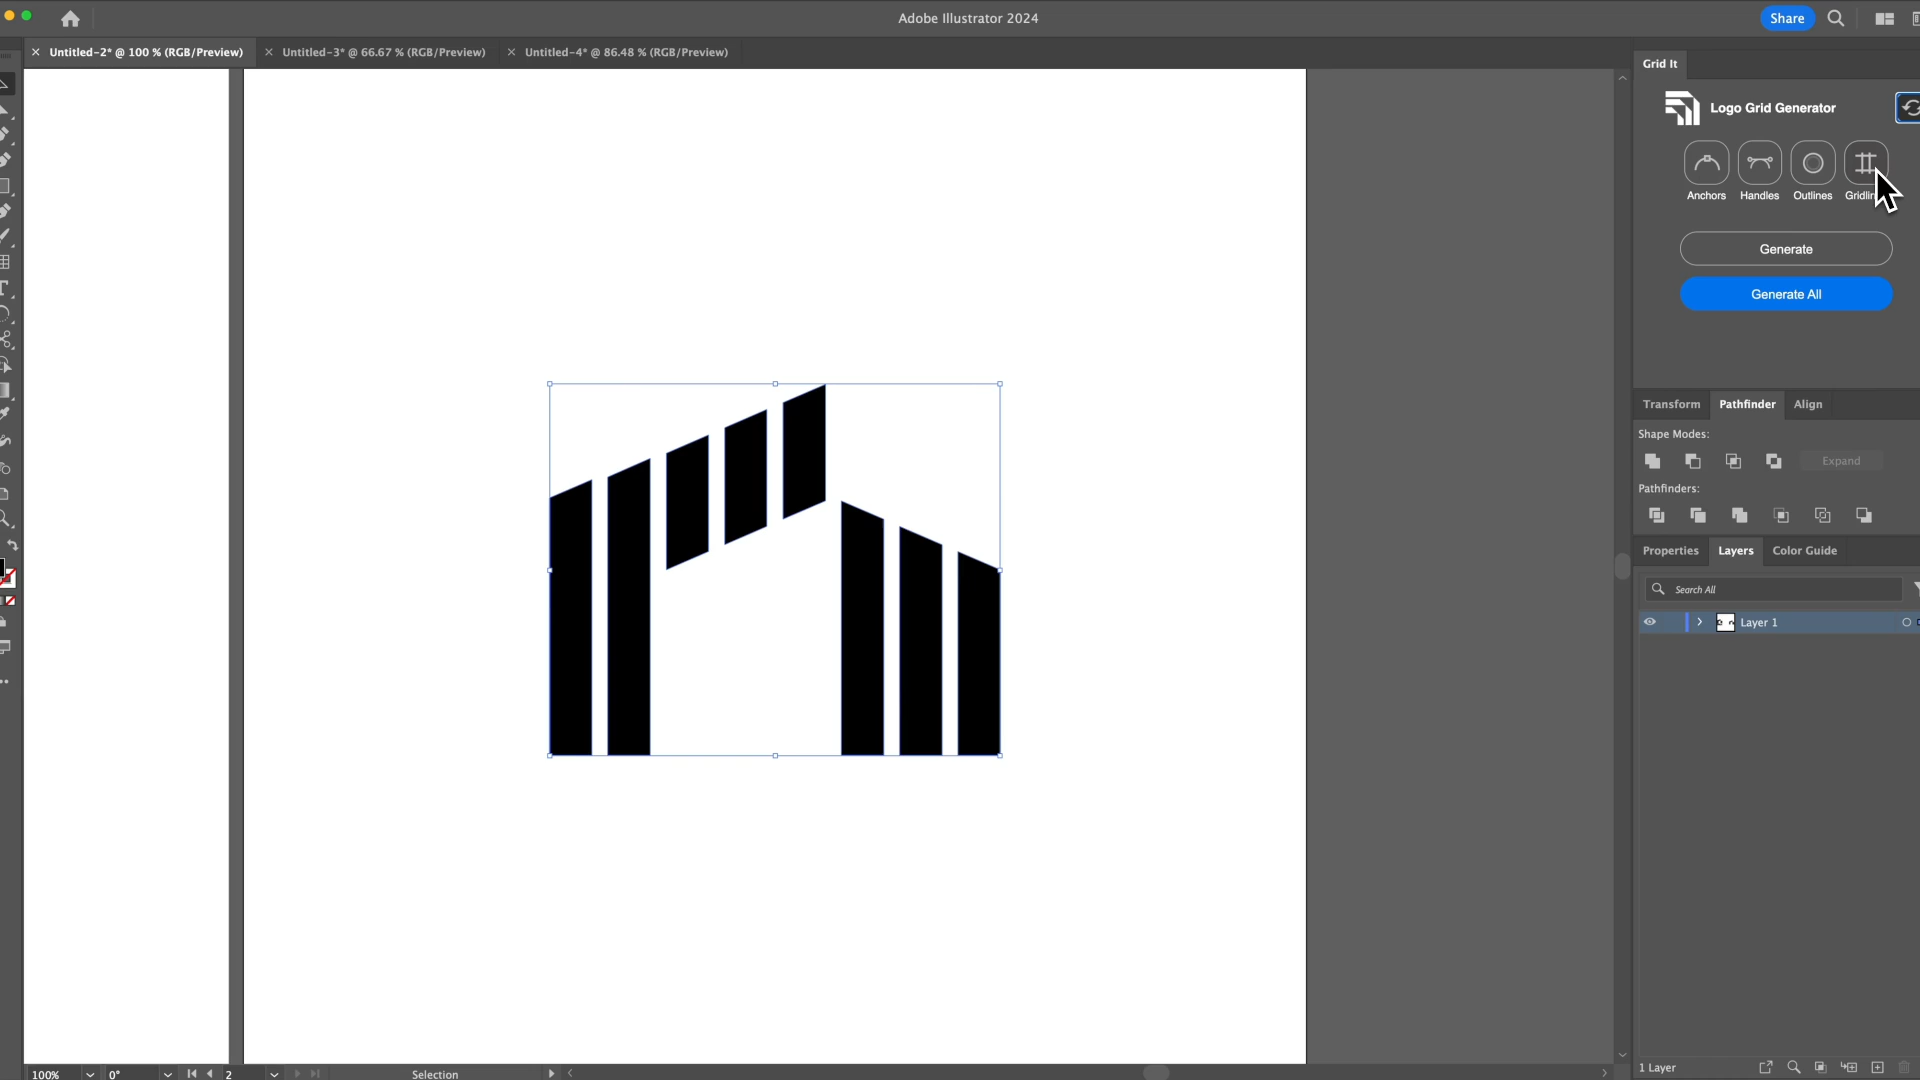 Adobe Illustrator 2024
Share
Untitled-2* @ 100 % (RGB/Preview)
Untitled-3* @ 66.67 % (RGB/Preview)
Untitled-4* @ 86.48 % (RGB/Preview)
Grid It
Logo Grid Generator
Anchors
Handles
Outlines
Generate
Generate All
Transform
Pathfinder
Align
Shape Modes:
Expand
Pathfinders:
Properties
Layers
Color Guide
Search All
Layer 1
1 Layer
100%
0°
2
Selection